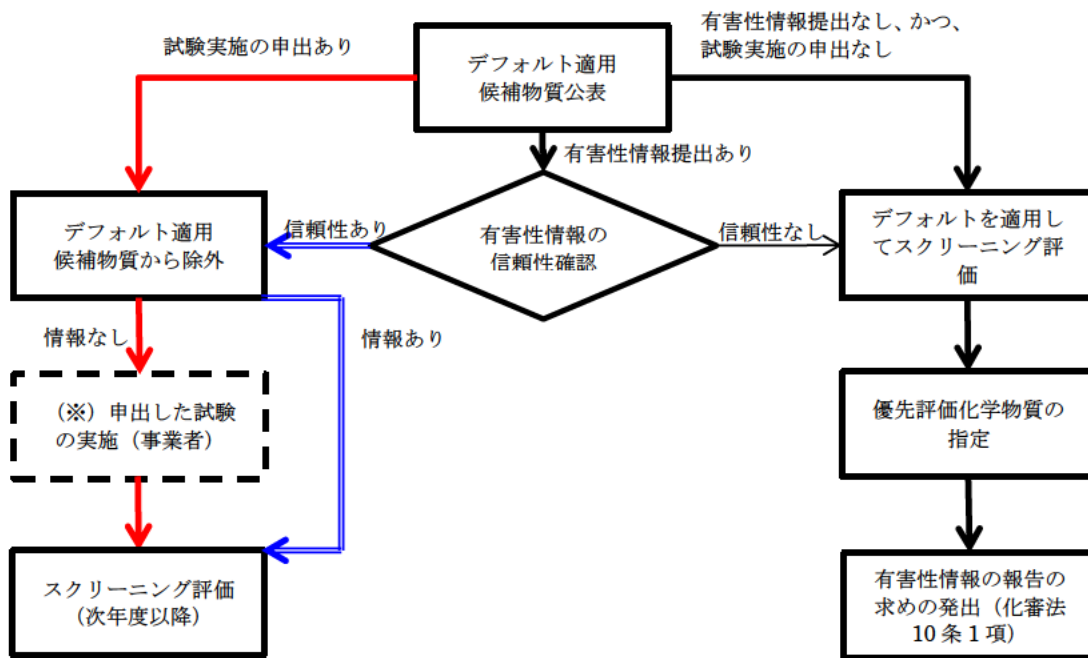 試験実施の申出あり
有害性情報提出なし、かつ、
試験実施の申出なし
デフォルト適用
候補物質公表
有害性情報提出あり
デフォルト適用
候補物質から除外
信頼性あり
有害性情報の
信頼性確認
信頼性なし
デフォルトを適用し
てスクリーニング評
価
情報なし
情報あり
(※)申出した試験
の実施(事業者)
優先評価化学物質の
指定
スクリーニング評価
(次年度以降)
有害性情報の報告の
求めの発出(化審法
10条1項)